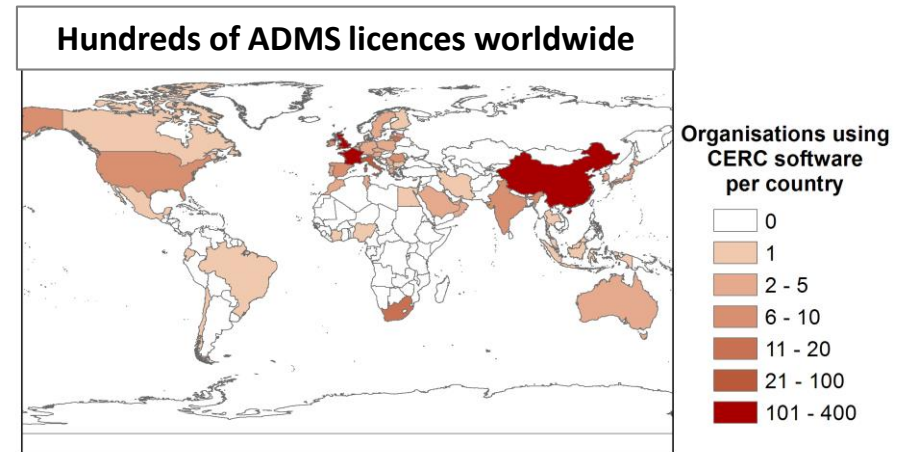 Hundreds of ADMS licences worldwide
Organisations using
CERC software
per country
0
1
2 - 5
6 - 10
11 - 20
21 - 100
101 - 400